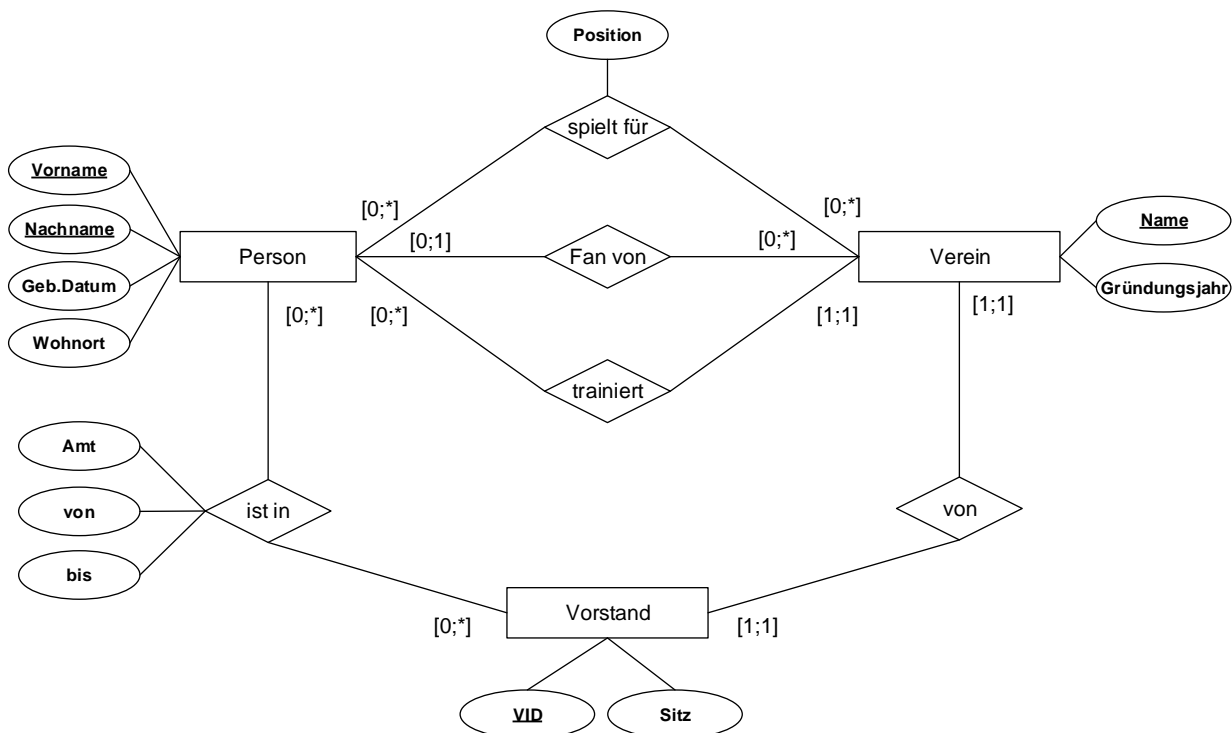 Position
spielt für
Vorname
[0;*]
[0;*]
Nachname
Name
[0;1]
[0;*]
Person
Fan von
Verein
Geb.Datum
Gründungsjahr
[0;*]
[0;*]
[1;1]
[1;1]
Wohnort
trainiert
Amt
von
ist in
von
bis
Vorstand
[0;*]
[1;1]
VID
Sitz